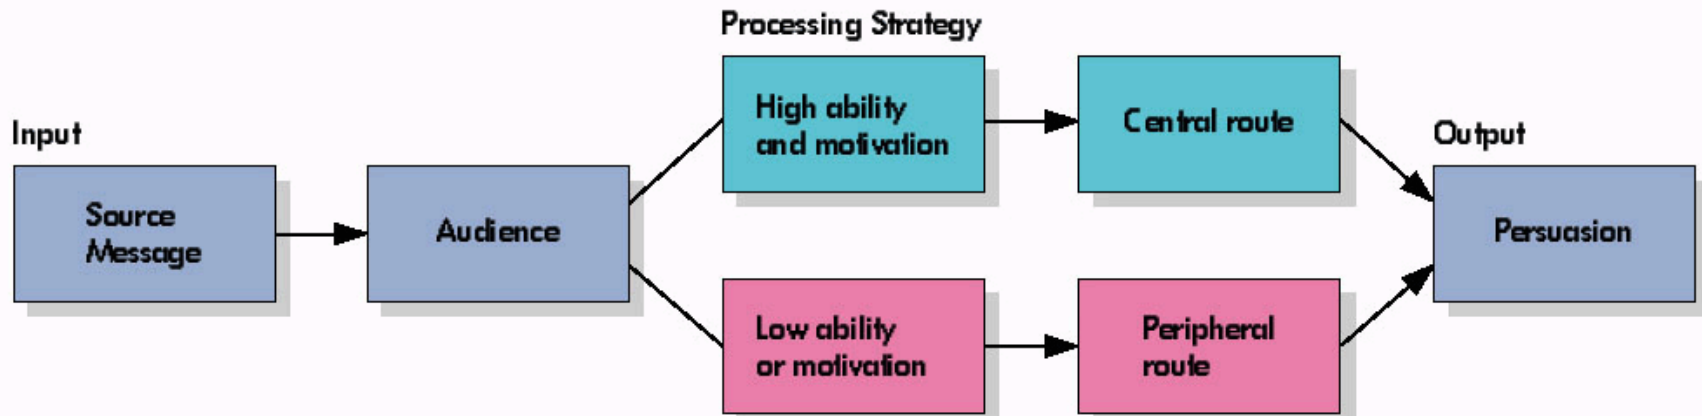 Processing Strategy
Input
Source
Message
Audience
High ability
and motivation
Central route
Low ability
or motivation
Peripheral
route
Output
Persuasion